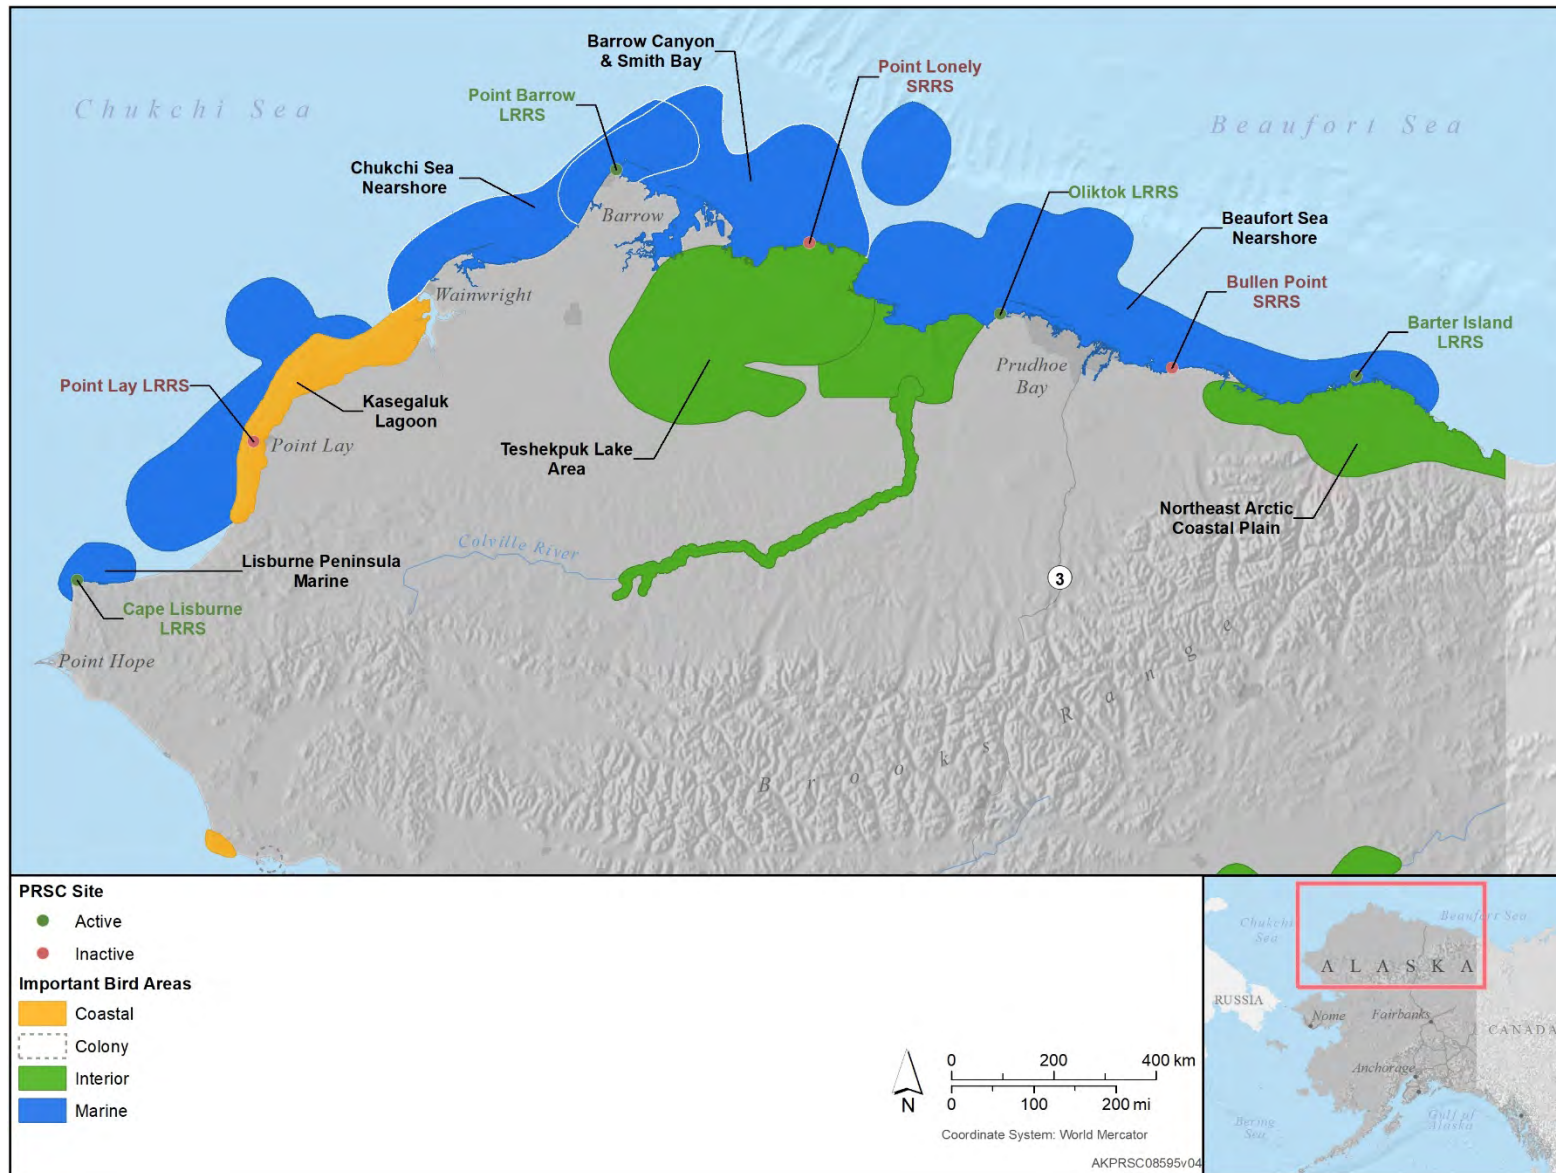 Chukchi Sea
Beaufort Sea
Barrow Canyon
& Smith Bay
Point Lonely
SRRS
Point Barrow
LRRS
Chukchi Sea
Nearshore
Oliktok LRRS
Barrow
Beaufort Sea
Nearshore
Bullen Point
SRRS
Wainwright
Barter Island
LRRS
Prudhoe
Bay
Point Lay LRRS
Kasegaluk
Lagoon
Point Lay
Teshekpuk Lake
Area
Northeast Arctic
Coastal Plain
Colville River
Lisburne Peninsula
Marine
3
Cape Lisburne
LRRS
Point Hope
Brooks Range
PRSC Site
Active
Inactive
Important Bird Areas
Coastal
Colony
Interior
Marine
N
0 200 400 km
0 100 200 mi
Coordinate System: World Mercator
AKPRSC08595v04
Chukchi
Sea
Beaufort Sea
ALASKA
RUSSIA
Nome
Fairbanks
CANADA
Anchorage
Bering
Sea
Gulf of
Alaska